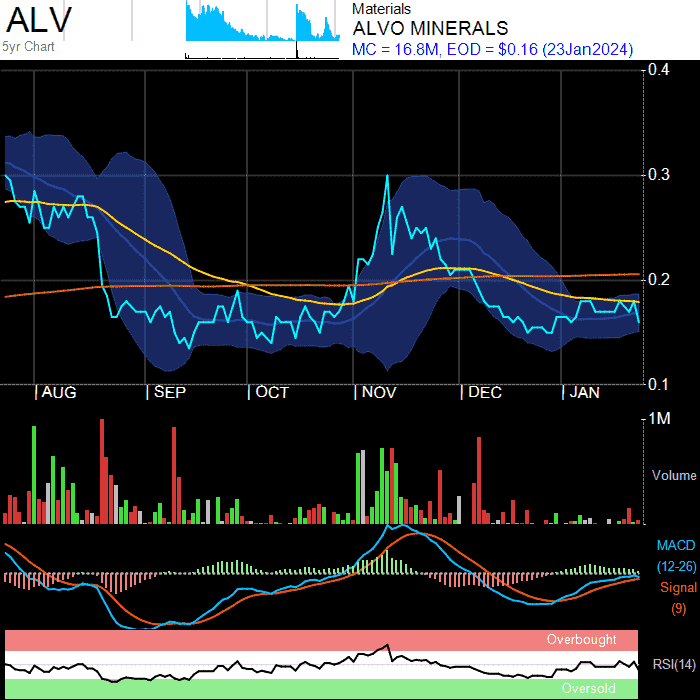 ALV
5yr Chart
Materials
ALVO MINERALS
MC = 16.8M, EOD = $0.16 (23Jan2024)
0.4
0.3
0.2
0.1
AUG SEP OCT NOV DEC JAN
1M
Volume
MACD
(12-26)
Signal
(9)
Overbought
RSI(14)
Oversold